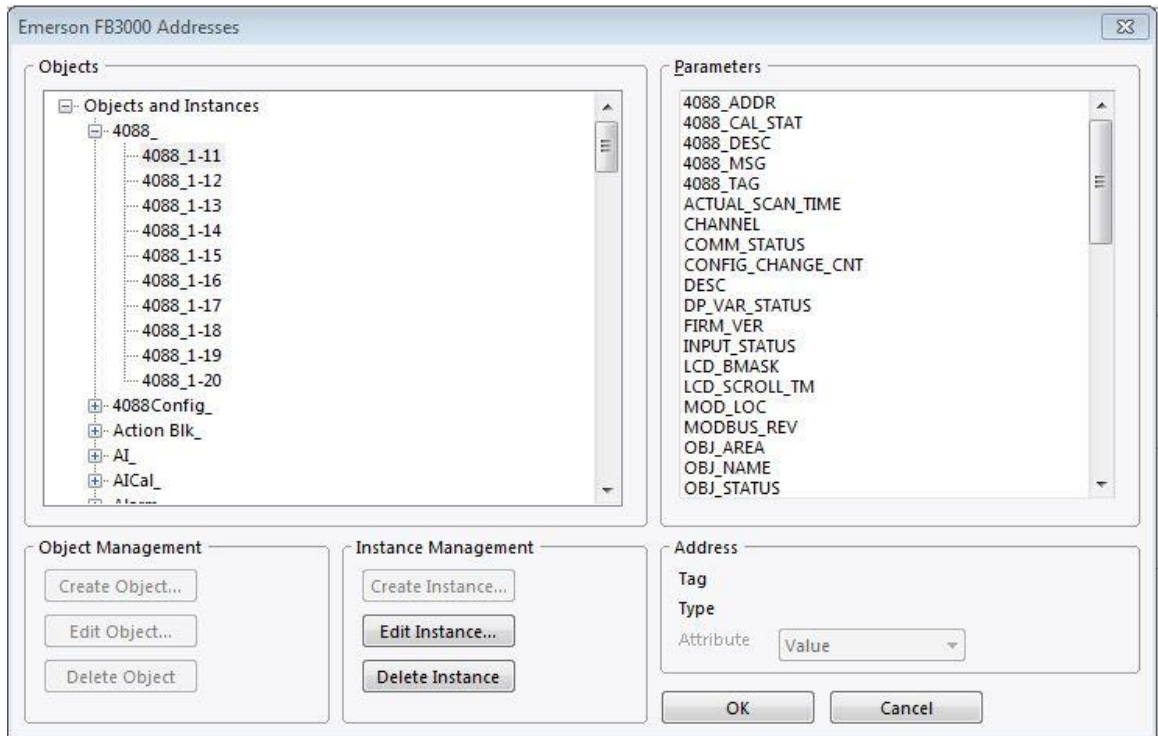 Emerson FB3000 Addresses
Objects
Objects and Instances
4088_
4088_1-11
4088_1-12
4088_1-13
4088_1-14
4088_1-15
4088_1-16
4088_1-17
4088_1-18
4088_1-19
4088_1-20
4088Config_
Action Blk_
AI_
AICal_
Parameters
4088_ADDR
4088_CAL_STAT
4088_DESC
4088_MSG
4088_TAG
ACTUAL_SCAN_TIME
CHANNEL
COMM_STATUS
CONFIG_CHANGE_CNT
DESC
DP_VAR_STATUS
FIRM_VER
INPUT_STATUS
LCD_BMASK
LCD_SCROLL_TM
MOD_LOC
MODBUS_REV
OBJ_AREA
OBJ_NAME
OBJ_STATUS
Object Management
Create Object...
Edit Object...
Delete Object
Instance Management
Create Instance...
Edit Instance...
Delete Instance
Address
Tag
Type
Attribute
Value
OK
Cancel